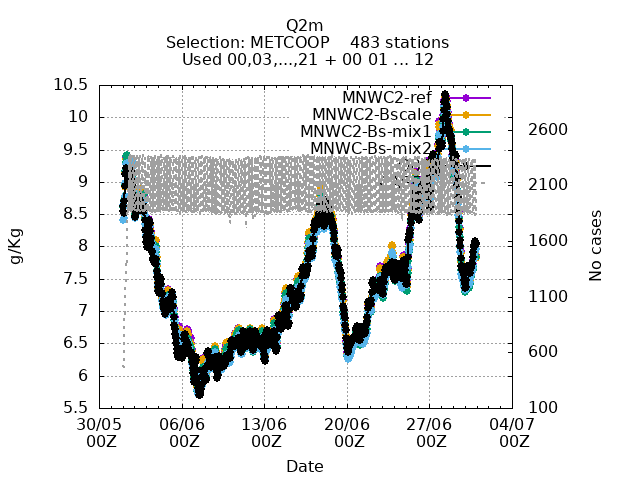 Q2m
Selection: METCOOP    483 stations
Used 00,03,...,21 + 00 01 ... 12
MNWC2-ref
MNWC2-Bscale
MNWC2-Bs-mix1
MNWC-Bs-mix2
10.5
10
9.5
9
8.5
8
7.5
7
6.5
6
5.5
g/Kg
2600
2100
1600
1100
600
100
No cases
30/05 06/06 13/06 20/06 27/06 04/07
00Z 00Z 00Z 00Z 00Z 00Z
Date